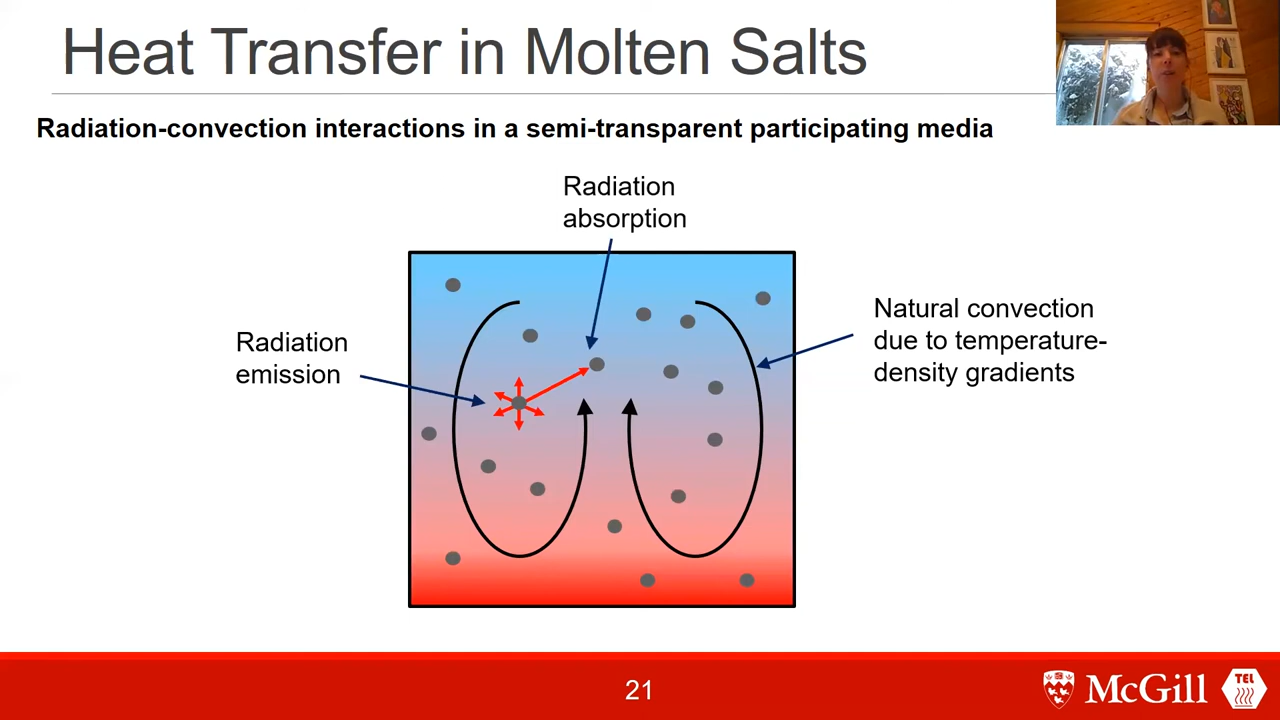 Heat Transfer in Molten Salts
Radiation-convection interactions in a semi-transparent participating media
Radiation
absorption
Radiation
emission
Natural convection
due to temperature-
density gradients
21
McGill
TEL